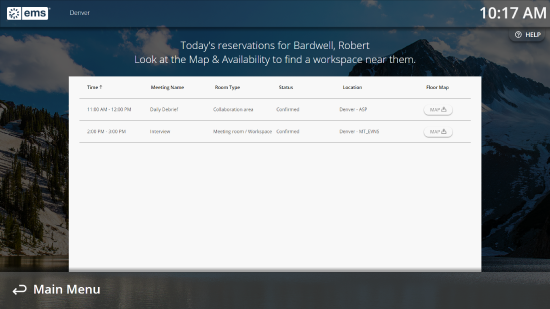 ems Denver 10:17 AM
HELP
Today's reservations for Bardwell, Robert
Look at the Map & Availability to find a workspace near them.
Time Meeting Name Room Type Status Location Floor Map
11:00 AM - 12:00 PM Daily Debrief Collaboration area Confirmed Denver - ASP MAP
2:00 PM - 3:00 PM Interview Meeting room / Workspace Confirmed Denver - MT_EVANS MAP
Main Menu